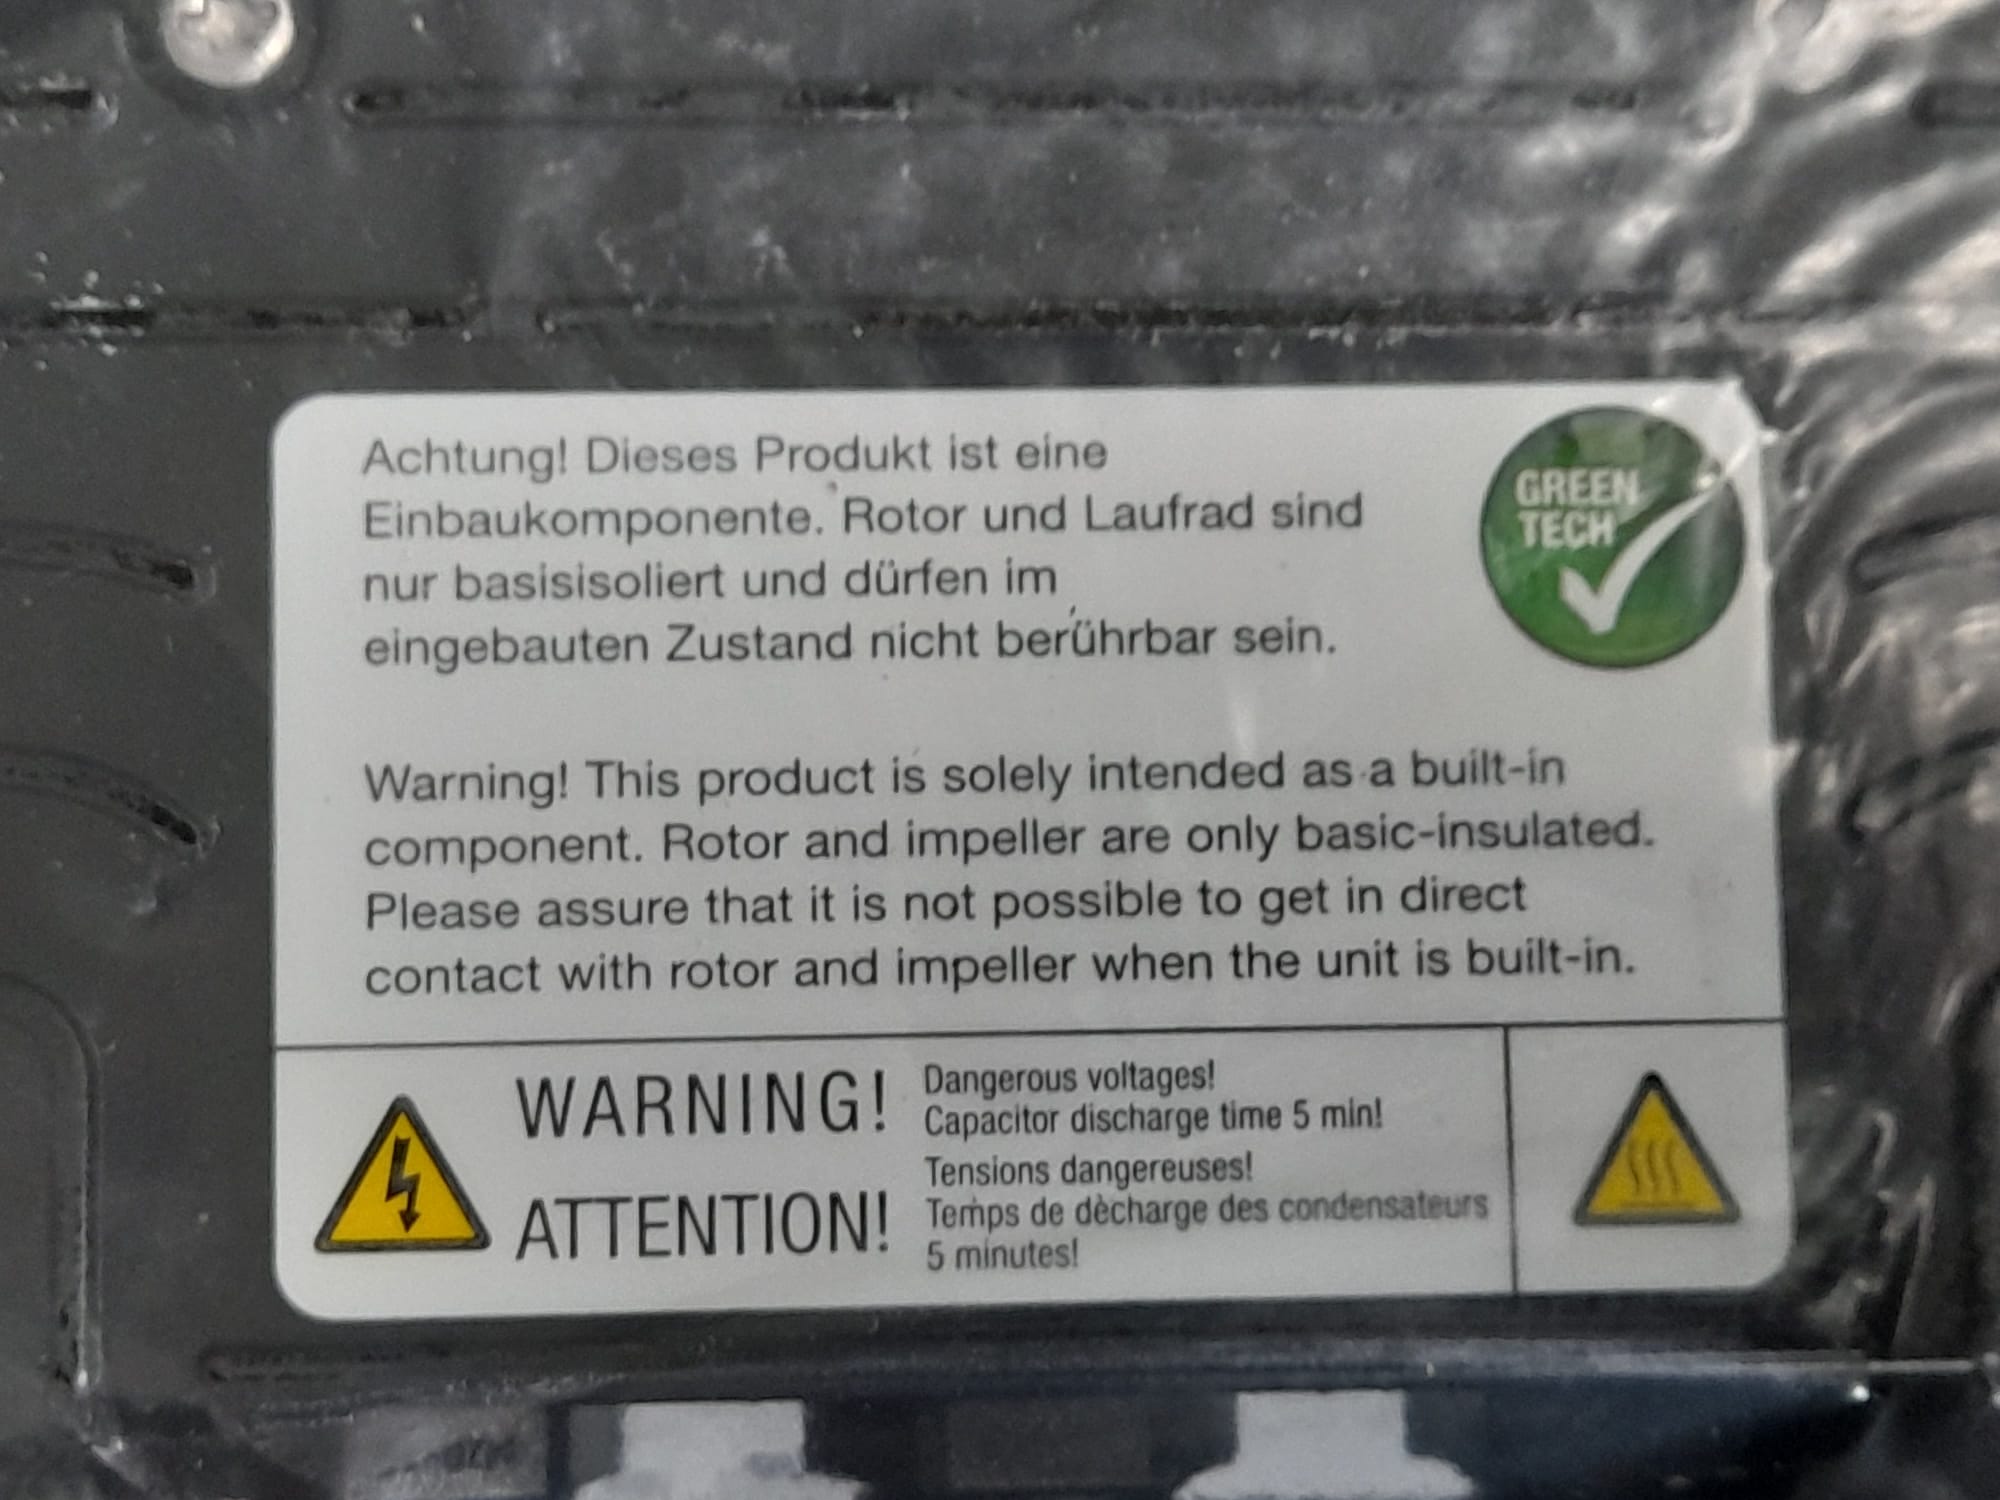 Achtung! Dieses Produkt ist eine
Einbaukomponente. Rotor und Laufrad sind
nur basisisoliert und dürfen im
eingebauten Zustand nicht berührbar sein.
GREEN
TECH
Warning! This product is solely intended as a built-in
component. Rotor and impeller are only basic-insulated.
Please assure that it is not possible to get in direct
contact with rotor and impeller when the unit is built-in.
WARNING!
Dangerous voltages!
Capacitor discharge time 5 min!
ATTENTION!
Tensions dangereuses!
Temps de dècharge des condensateurs
5 minutes!